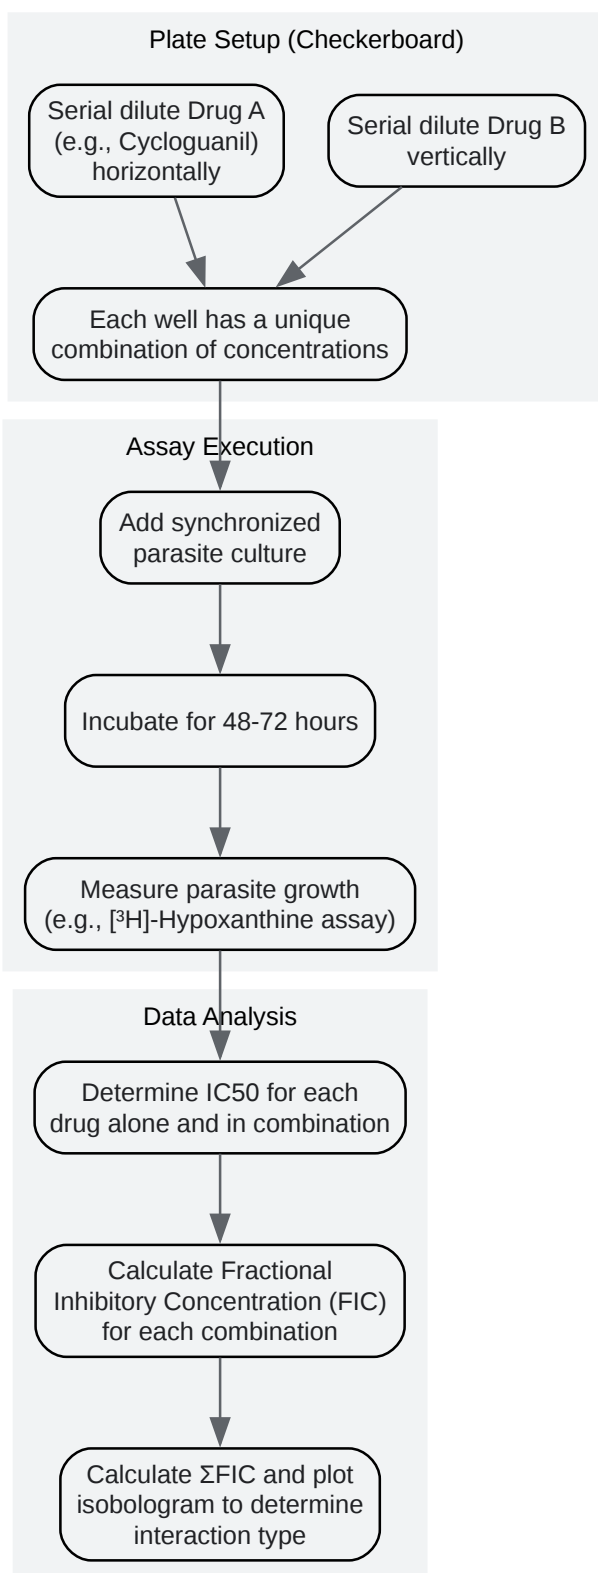 Plate Setup (Checkerboard)
Serial dilute Drug A
(e.g., Cycloguanil)
horizontally
Serial dilute Drug B
vertically
Each well has a unique
combination of concentrations
Assay Execution
Add synchronized
parasite culture
Incubate for 48-72 hours
Measure parasite growth
(e.g., [³H]-Hypoxanthine assay)
Data Analysis
Determine IC50 for each
drug alone and in combination
Calculate Fractional
Inhibitory Concentration (FIC)
for each combination
Calculate ΣFIC and plot
isobologram to determine
interaction type